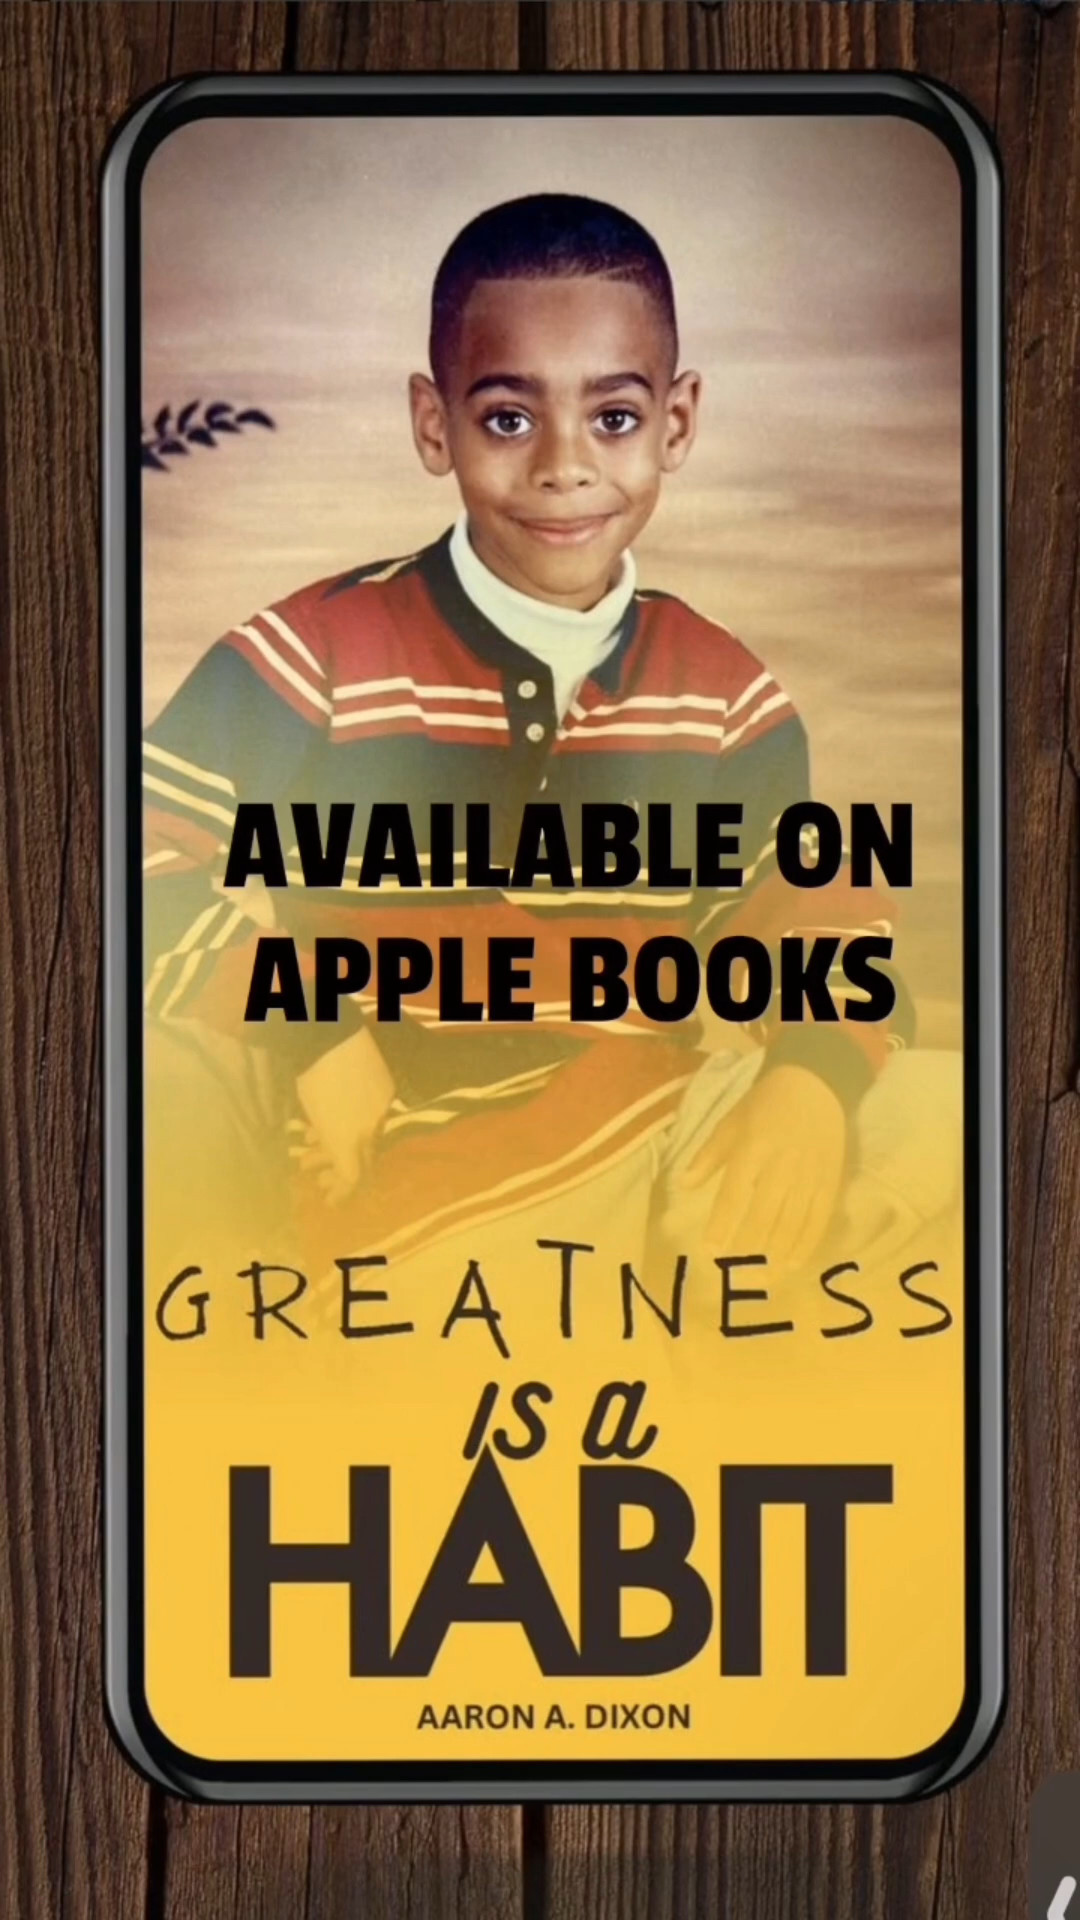 AVAILABLE ON
APPLE BOOKS
GREATNESS
is a
HABIT
AARON A. DIXON